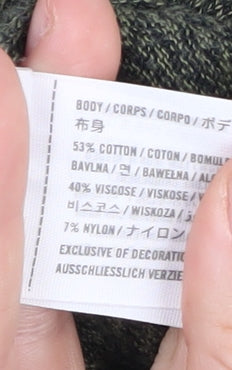 BODY / CORPS / CORPO / ボデ
布身
53% COTTON / COTON / BOMUL
BAVLNA / 면 / BAWEŁNA / AL
40% VISCOSE / VISKOSE /
비스코스 / WISKOZA /
7% NYLON / ナイロン
EXCLUSIVE OF DECORATI
AUSSCHLIESSLICH VERZIE